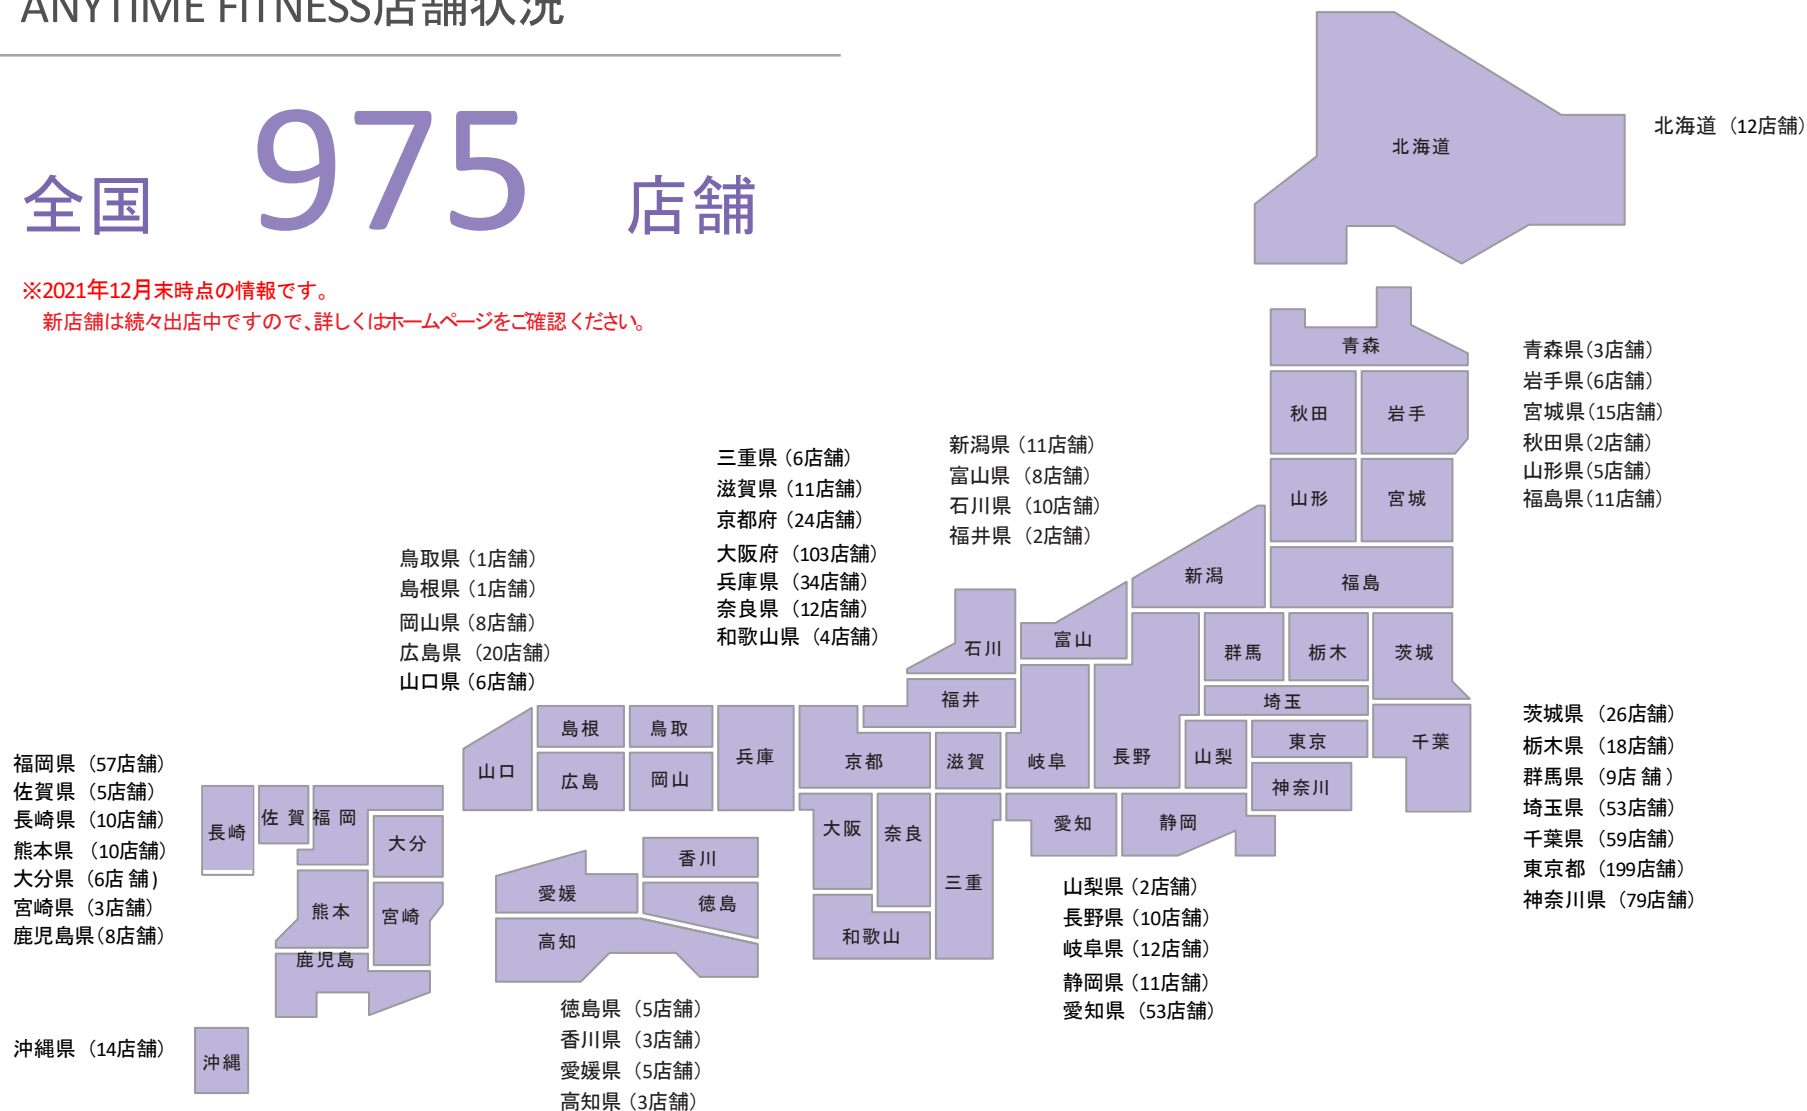 ANYTIME FITNESS店舗状況
全国 975 店舗
※2021年12月末時点の情報です。
新店舗は続々出店中ですので、詳しくはホームページをご確認ください。
北海道
北海道（12店舗）
青森
秋田
岩手
山形
宮城
福島
青森県（3店舗）
岩手県（6店舗）
宮城県（15店舗）
秋田県（2店舗）
山形県（5店舗）
福島県（11店舗）
新潟県（11店舗）
富山県（8店舗）
石川県（10店舗）
福井県（2店舗）
三重県（6店舗）
滋賀県（11店舗）
京都府（24店舗）
大阪府（103店舗）
兵庫県（34店舗）
奈良県（12店舗）
和歌山県（4店舗）
鳥取県（1店舗）
島根県（1店舗）
岡山県（8店舗）
広島県（20店舗）
山口県（6店舗）
新潟
富山
石川
福井
群馬
栃木
茨城
埼玉
東京
千葉
神奈川
山梨
長野
岐阜
静岡
愛知
滋賀
京都
兵庫
大阪
奈良
三重
和歌山
島根
鳥取
山口
広島
岡山
香川
愛媛
徳島
高知
長崎
佐賀
福岡
大分
熊本
宮崎
鹿児島
沖縄
茨城県（26店舗）
栃木県（18店舗）
群馬県（9店 舗）
埼玉県（53店舗）
千葉県（59店舗）
東京都（199店舗）
神奈川県（79店舗）
山梨県（2店舗）
長野県（10店舗）
岐阜県（12店舗）
静岡県（11店舗）
愛知県（53店舗）
福岡県（57店舗）
佐賀県（5店舗）
長崎県（10店舗）
熊本県（10店舗）
大分県（6店 舗）
宮崎県（3店舗）
鹿児島県（8店舗）
沖縄県（14店舗）
徳島県（5店舗）
香川県（3店舗）
愛媛県（5店舗）
高知県（3店舗）